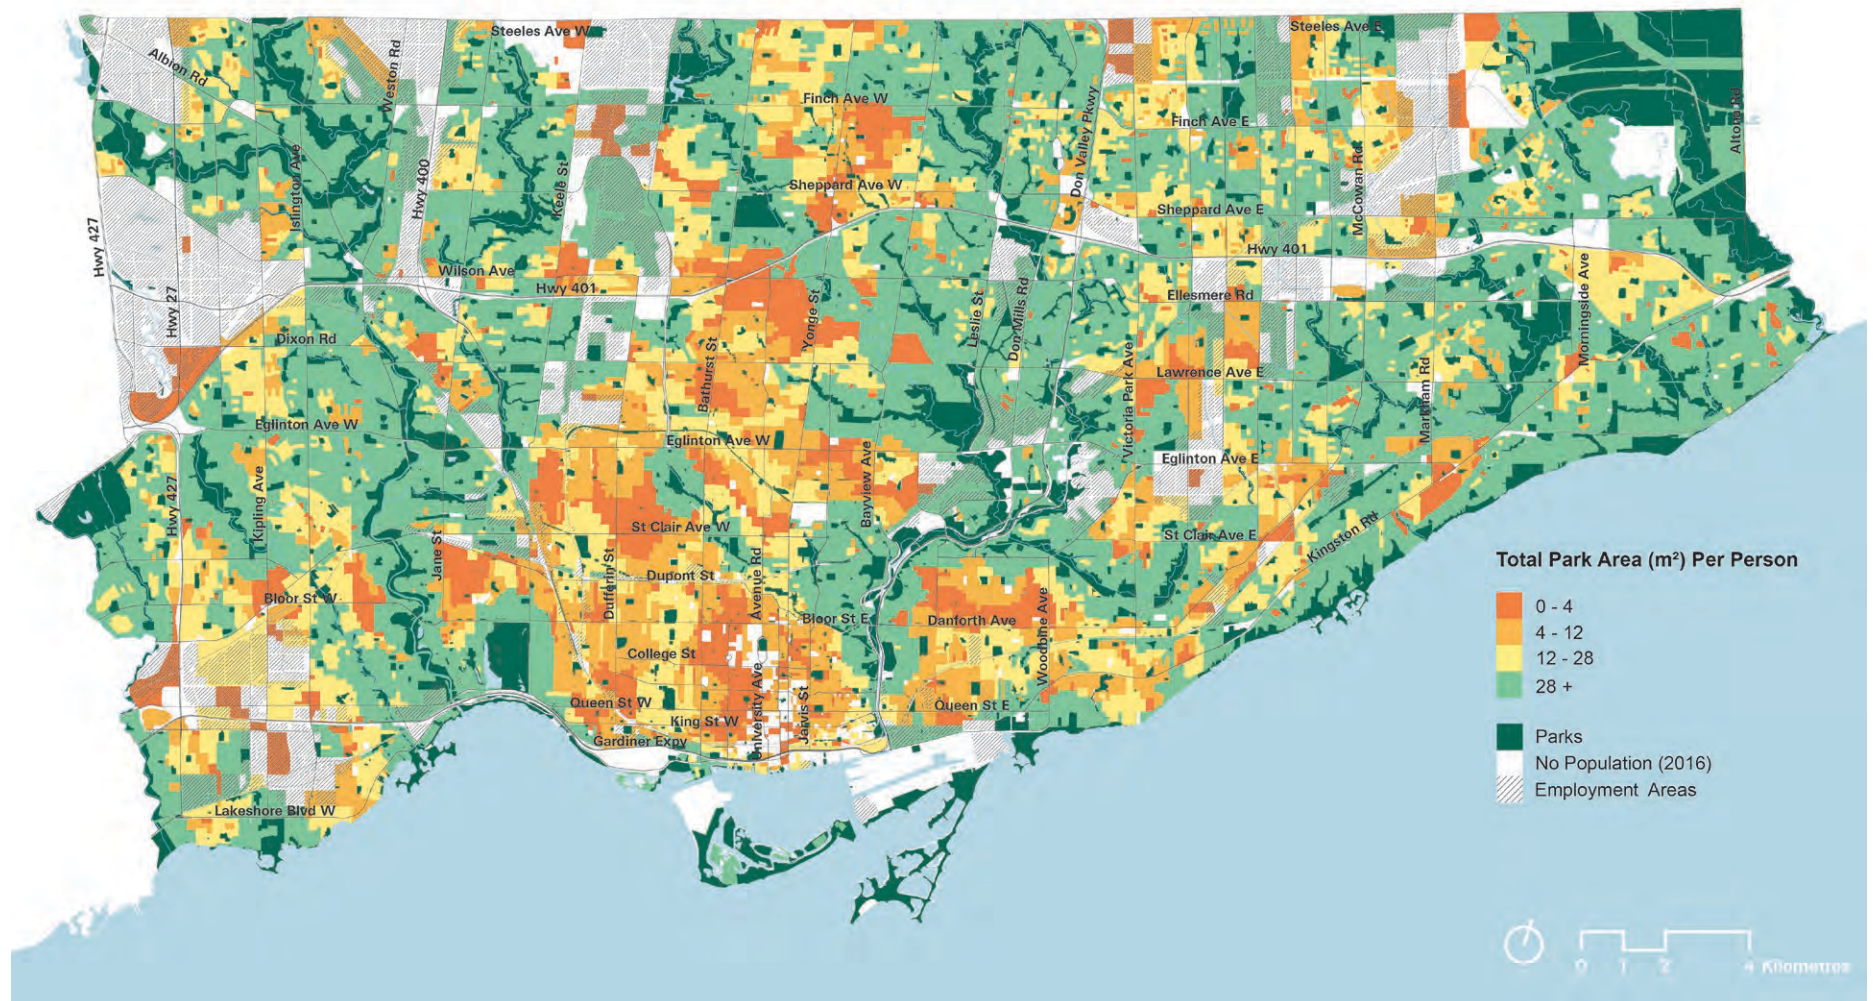 Steeles Ave W
Steeles Ave E
Albion Rd
Weston Rd
Finch Ave W
Don Valley Pkwy
Finch Ave E
Altona Rd
Islington Ave
Hwy 400
Keele St
McCowan Rd
Sheppard Ave W
Sheppard Ave E
Hwy 427
Wilson Ave
Hwy 401
Hwy 401
Hwy 27
Ellesmere Rd
Morningside Ave
Yonge St
Leslie St
Don Mills Rd
Dixon Rd
Bathurst St
Victoria Park Ave
Lawrence Ave E
Markham Rd
Eglinton Ave W
Eglinton Ave W
Eglinton Ave E
Hwy 427
Kipling Ave
Bayview Ave
St Clair Ave W
St Clair Ave E
Kingston Rd
Jane St
Dufferin St
Dupont St
Avenue Rd
Bloor St W
Bloor St E
Danforth Ave
Woodbine Ave
College St
University Ave
Jarvis St
Queen St W
King St W
Queen St E
Gardiner Expy
Lakeshore Blvd W
Total Park Area (m²) Per Person
0 - 4
4 - 12
12 - 28
28 +
Parks
No Population (2016)
Employment Areas
0 1 2 4 Kilometres